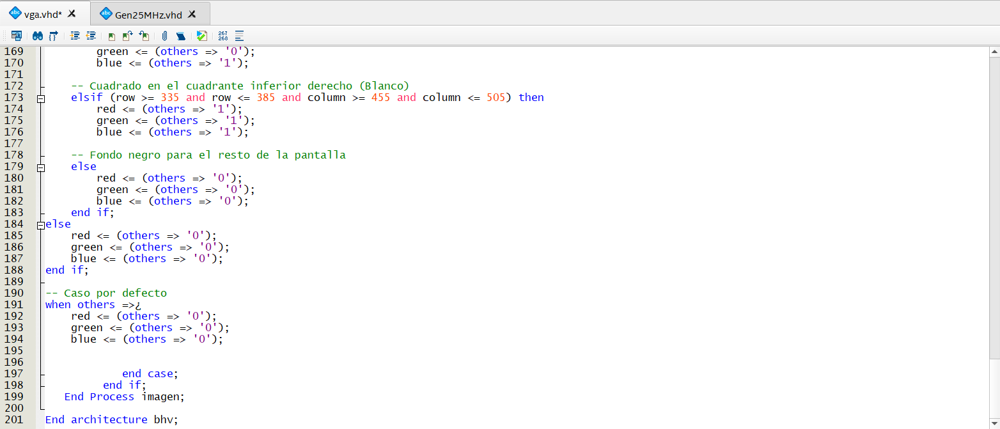 vga.vhd* Gen25MHz.vhd
267
268
169 green <= (others => '0');
170 blue <= (others => '1');
171
172 -- Cuadrado en el cuadrante inferior derecho (Blanco)
173 elsif (row >= 335 and row <= 385 and column >= 455 and column <= 505) then
174 red <= (others => '1');
175 green <= (others => '1');
176 blue <= (others => '1');
177
178 -- Fondo negro para el resto de la pantalla
179 else
180 red <= (others => '0');
181 green <= (others => '0');
182 blue <= (others => '0');
183 end if;
184 else
185 red <= (others => '0');
186 green <= (others => '0');
187 blue <= (others => '0');
188 end if;
189
190 -- Caso por defecto
191 when others =>¿
192 red <= (others => '0');
193 green <= (others => '0');
194 blue <= (others => '0');
195
196
197 end case;
198 end if;
199 End Process imagen;
200
201 End architecture bhv;